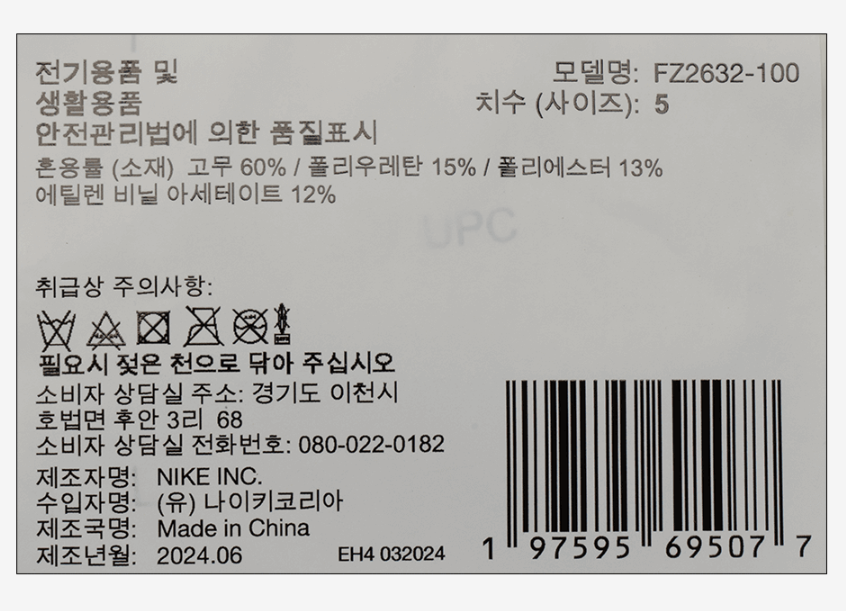 전기용품 및
생활용품
안전관리법에 의한 품질표시
모델명: FZ2632-100
치수 (사이즈): 5
혼용률 (소재) 고무 60% / 폴리우레탄 15% / 폴리에스터 13%
에틸렌 비닐 아세테이트 12%
UPC
취급상 주의사항:
필요시 젖은 천으로 닦아 주십시오
소비자 상담실 주소: 경기도 이천시
호법면 후안 3리 68
소비자 상담실 전화번호: 080-022-0182
제조자명: NIKE INC.
수입자명: (유) 나이키코리아
제조국명: Made in China
제조년월: 2024.06
EH4 032024
1 97595 69507 7